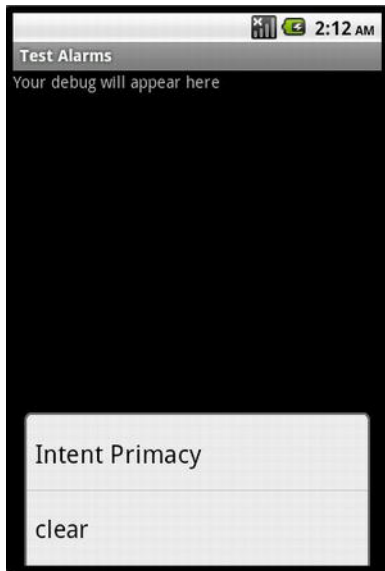 2:12 AM
Test Alarms
Your debug will appear here
Intent Primacy
clear